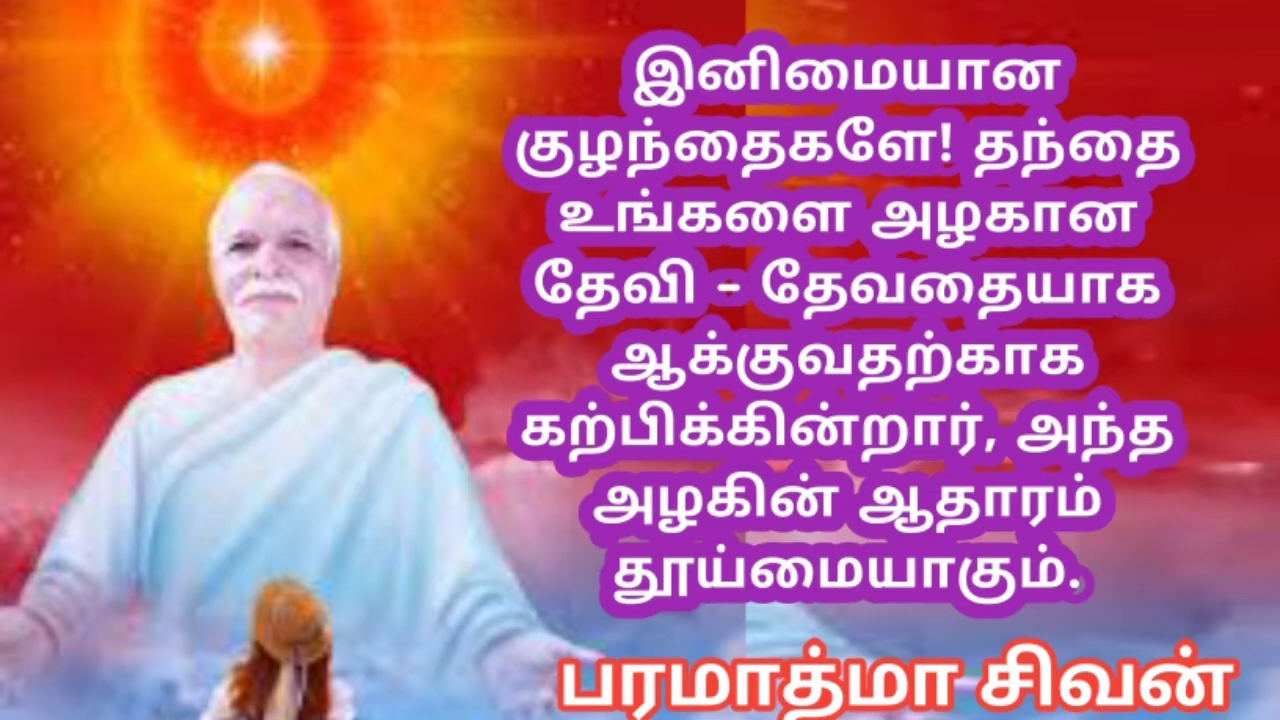 இனிமையான
குழந்தைகளே! தந்தை
உங்களை அழகான
தேவி - தேவதையாக
ஆக்குவதற்காக
கற்பிக்கின்றார், அந்த
அழகின் ஆதாரம்
தூய்மையாகும்.
பரமாத்மா சிவன்